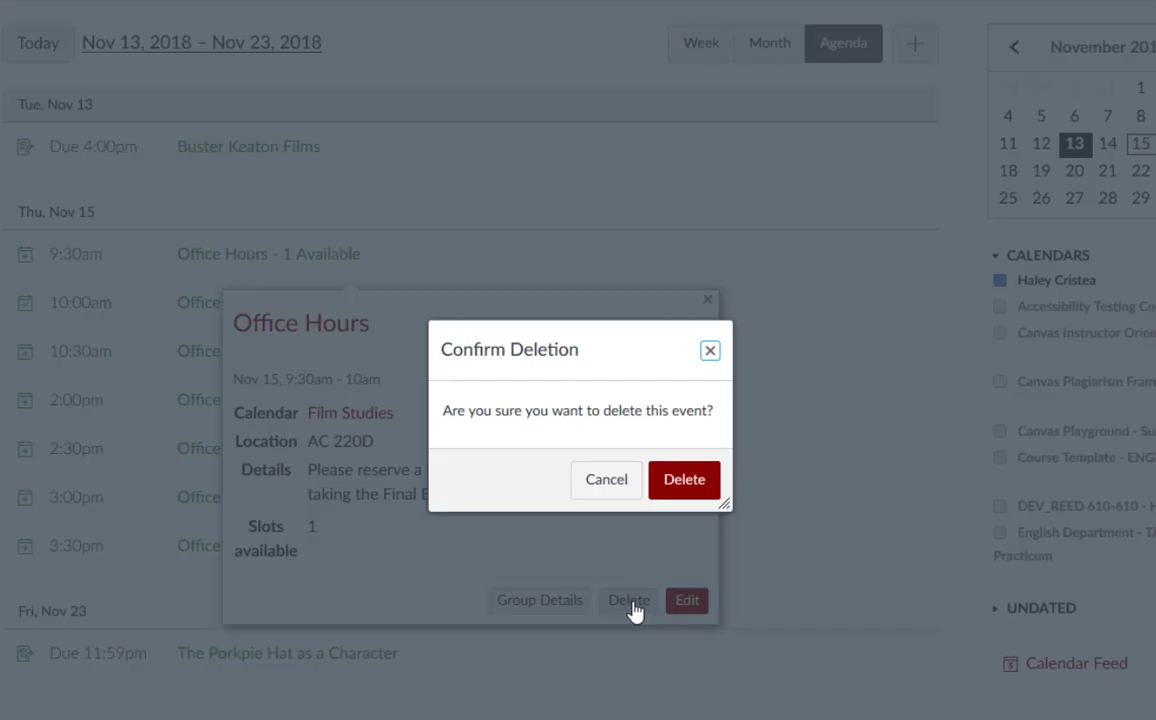 Today
Nov 13, 2018 – Nov 23, 2018
Week
Month
Agenda
+
November 201
1
4 5 6 7 8
11 12 13 14 15
18 19 20 21 22
25 26 27 28 29
Tue, Nov 13
Due 4:00pm Buster Keaton Films
Thu, Nov 15
9:30am Office Hours - 1 Available
10:00am Office
10:30am Office
2:00pm Office
2:30pm Office
3:00pm Office
3:30pm Office
Fri, Nov 23
Due 11:59pm The Porkpie Hat as a Character
Office Hours
Nov 15, 9:30am - 10am
Calendar Film Studies
Location AC 220D
Details Please reserve a
taking the Final E
Slots 1
available
Group Details
Delete
Edit
Confirm Deletion
Are you sure you want to delete this event?
Cancel
Delete
CALENDARS
Haley Cristea
Accessibility Testing Co
Canvas Instructor Orien
Canvas Plagiarism Fram
Canvas Playground - Su
Course Template - ENG
DEV_REED 610-610 - H
English Department - TA
Practicum
UNDATED
Calendar Feed